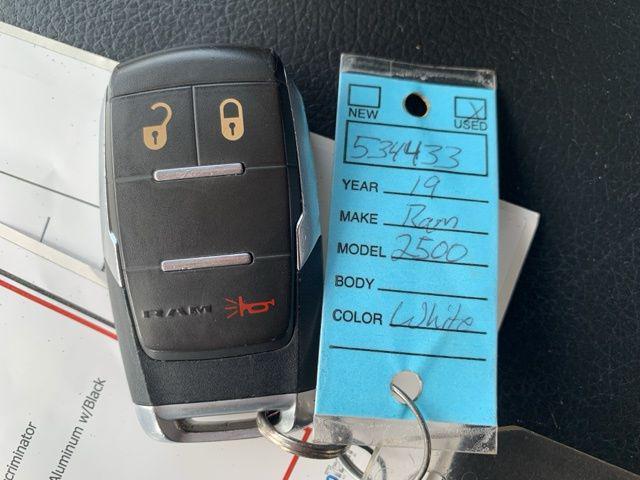 NEW
X
USED
534433
YEAR 19
MAKE Ram
MODEL 2500
BODY
COLOR White
RAM
criminator
Aluminum w/Black